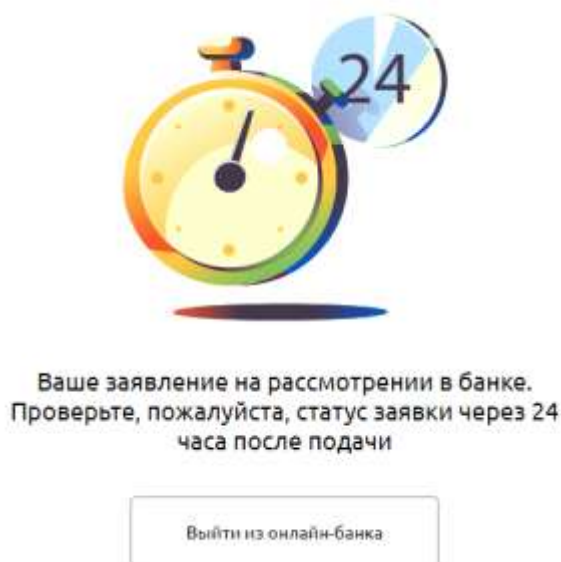 24
Ваше заявление на рассмотрении в банке.
Проверьте, пожалуйста, статус заявки через 24
часа после подачи
Выйти из онлайн-банка